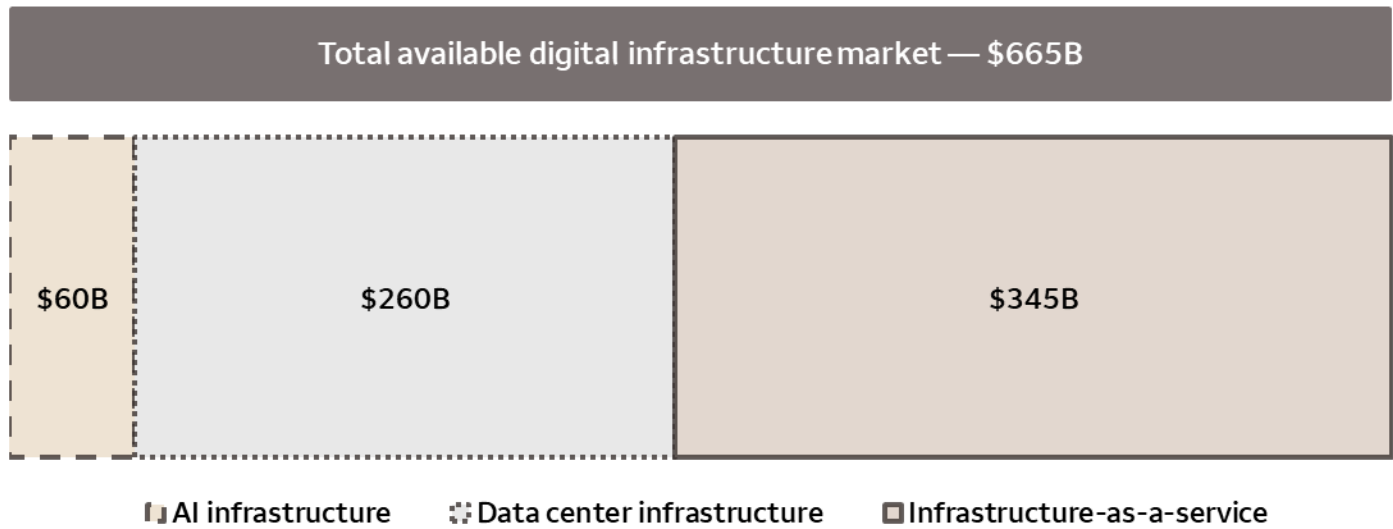 Total available digital infrastructure market — $665B
$60B $260B $345B
AI infrastructure Data center infrastructure Infrastructure-as-a-service